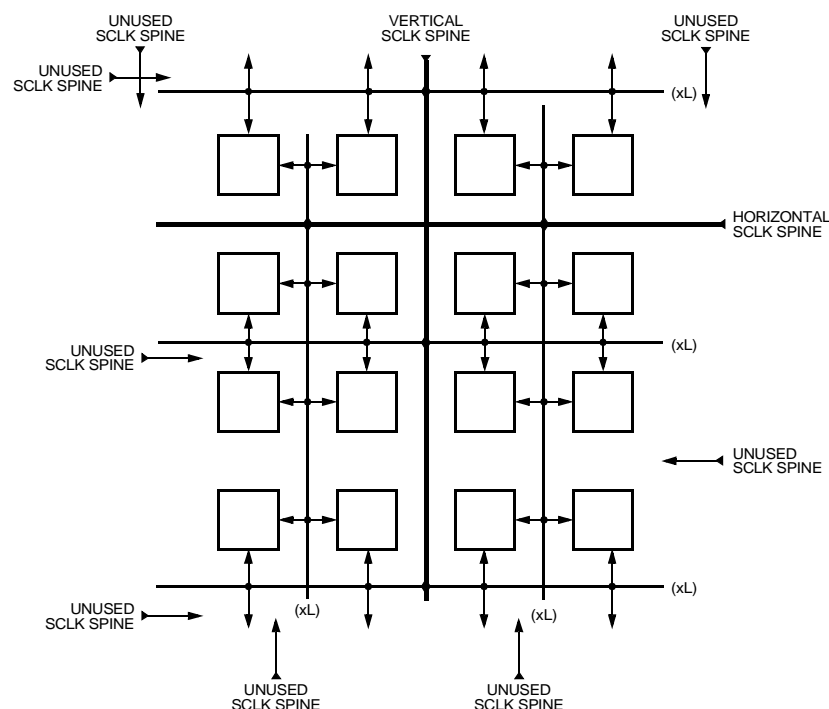 UNUSED
SCLK SPINE
VERTICAL
SCLK SPINE
UNUSED
SCLK SPINE
UNUSED
SCLK SPINE
(xL)
HORIZONTAL
SCLK SPINE
UNUSED
SCLK SPINE
(xL)
UNUSED
SCLK SPINE
(xL)
UNUSED
SCLK SPINE
(xL)
(xL)
UNUSED
SCLK SPINE
UNUSED
SCLK SPINE